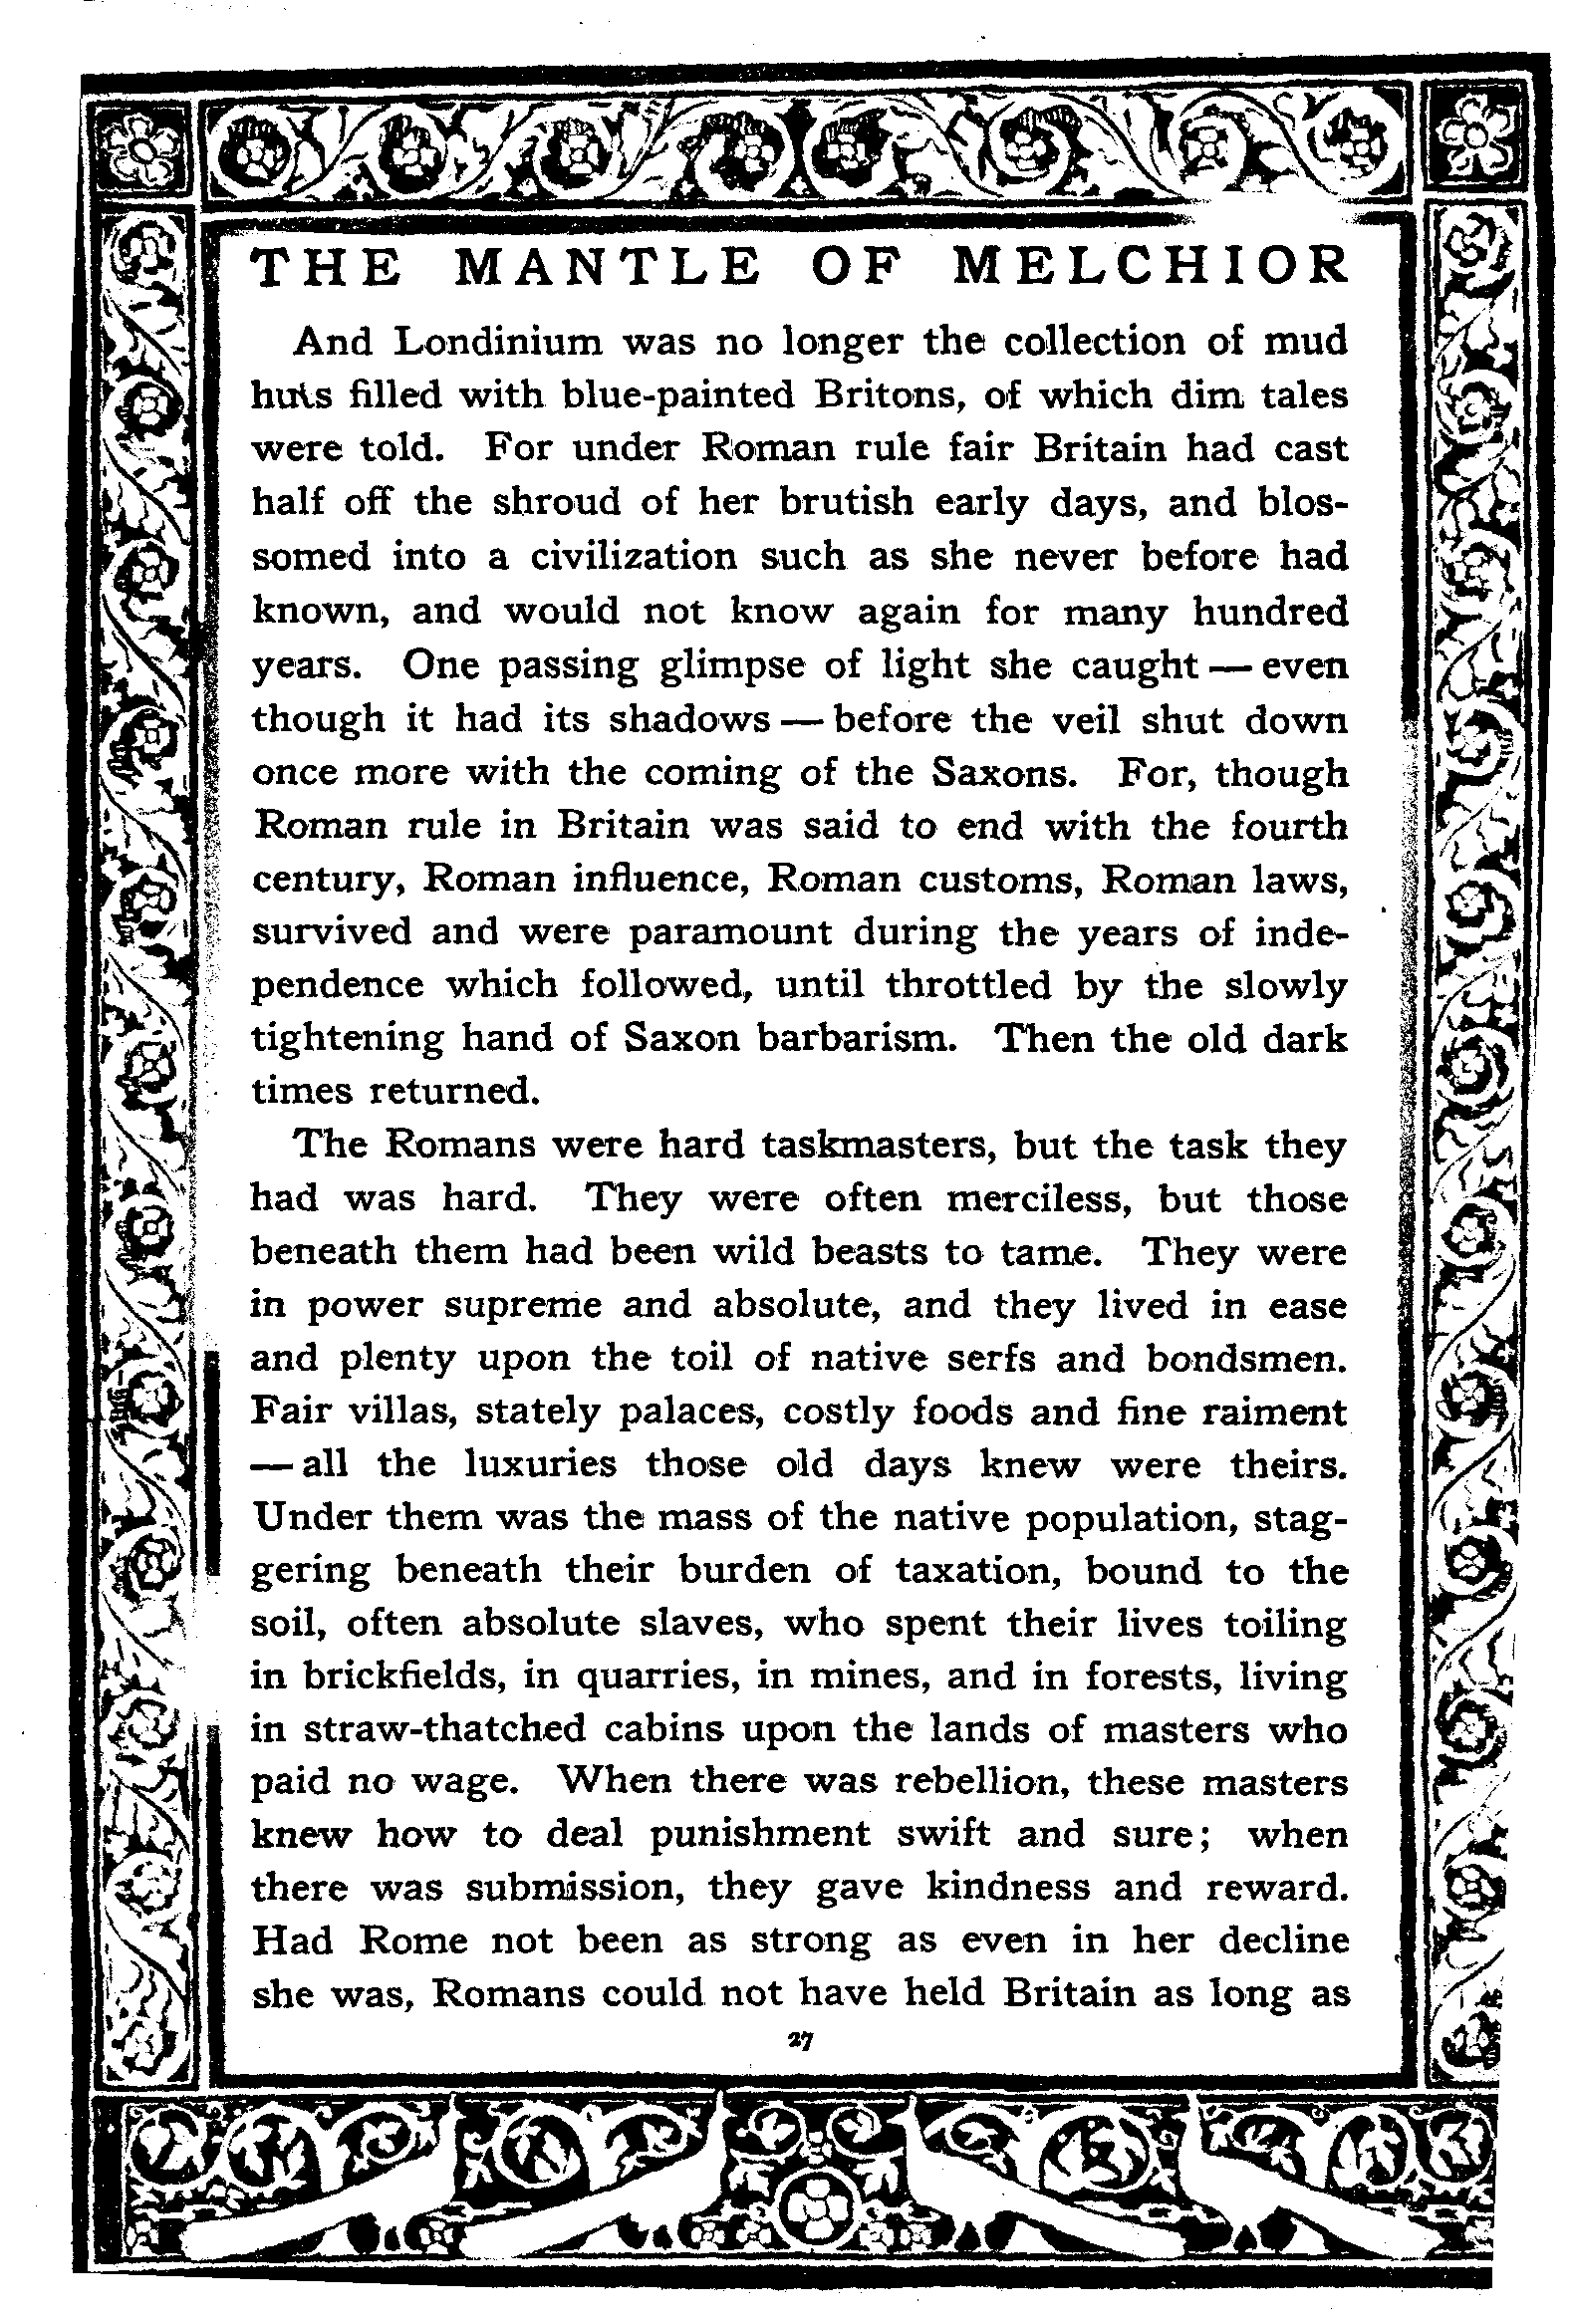 THE MANTLE OF MELCHIOR
And Londinium was no longer the collection of mud
huts filled with blue-painted Britons, of which dim tales
were told. For under Roman rule fair Britain had cast
half off the shroud of her brutish early days, and blos-
somed into a civilization such as she never before had
known, and would not know again for many hundred
years. One passing glimpse of light she caught — even
though it had its shadows — before the veil shut down
once more with the coming of the Saxons. For, though
Roman rule in Britain was said to end with the fourth
century, Roman influence, Roman customs, Roman laws,
survived and were paramount during the years of inde-
pendence which followed, until throttled by the slowly
tightening hand of Saxon barbarism. Then the old dark
times returned.
The Romans were hard taskmasters, but the task they
had was hard. They were often merciless, but those
beneath them had been wild beasts to tame. They were
in power supreme and absolute, and they lived in ease
and plenty upon the toil of native serfs and bondsmen.
Fair villas, stately palaces, costly foods and fine raiment
— all the luxuries those old days knew were theirs.
Under them was the mass of the native population, stag-
gering beneath their burden of taxation, bound to the
soil, often absolute slaves, who spent their lives toiling
in brickfields, in quarries, in mines, and in forests, living
in straw-thatched cabins upon the lands of masters who
paid no wage. When there was rebellion, these masters
knew how to deal punishment swift and sure; when
there was submission, they gave kindness and reward.
Had Rome not been as strong as even in her decline
she was, Romans could not have held Britain as long as
27